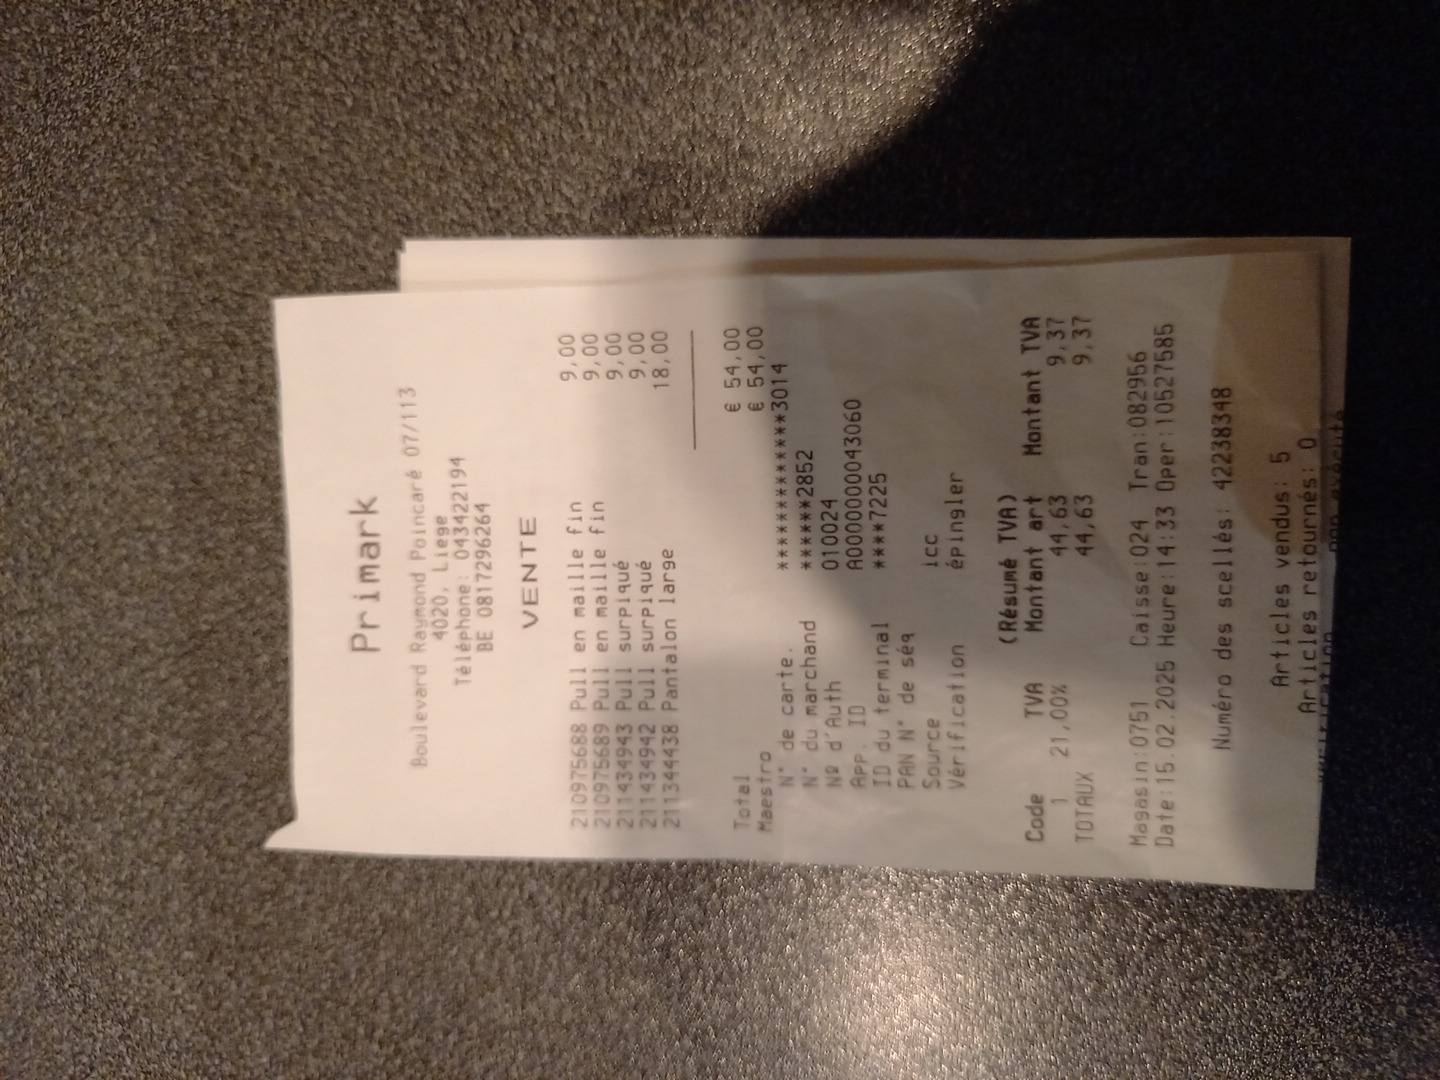 Primark
Boulevard Raymond Poincaré 07/113
4020, Liege
Téléphone: 043422194
BE 0817296264
VENTE
210975688 Pull en maille fin 9,00
210975689 Pull en maille fin 9,00
211434943 Pull surpiqué 9,00
211434942 Pull surpiqué 9,00
211344438 Pantalon large 18,00
Total € 54,00
Maestro € 54,00
N° de carte. ***************3014
N° du marchand ******2852
Nº d'Auth 010024
App. ID A0000000043060
ID du terminal ****7225
PAN N° de séq
Source icc
Vérification épingler
(Résumé TVA)
Code TVA Montant art Montant TVA
1 21,00% 44,63 9,37
TOTAUX 44,63 9,37
Magasin:0751 Caisse:024 Tran:082956
Date:15.02.2025 Heure:14:33 Oper:10527585
Numéro des scellés: 42238348
Articles vendus: 5
Articles retournés: 0